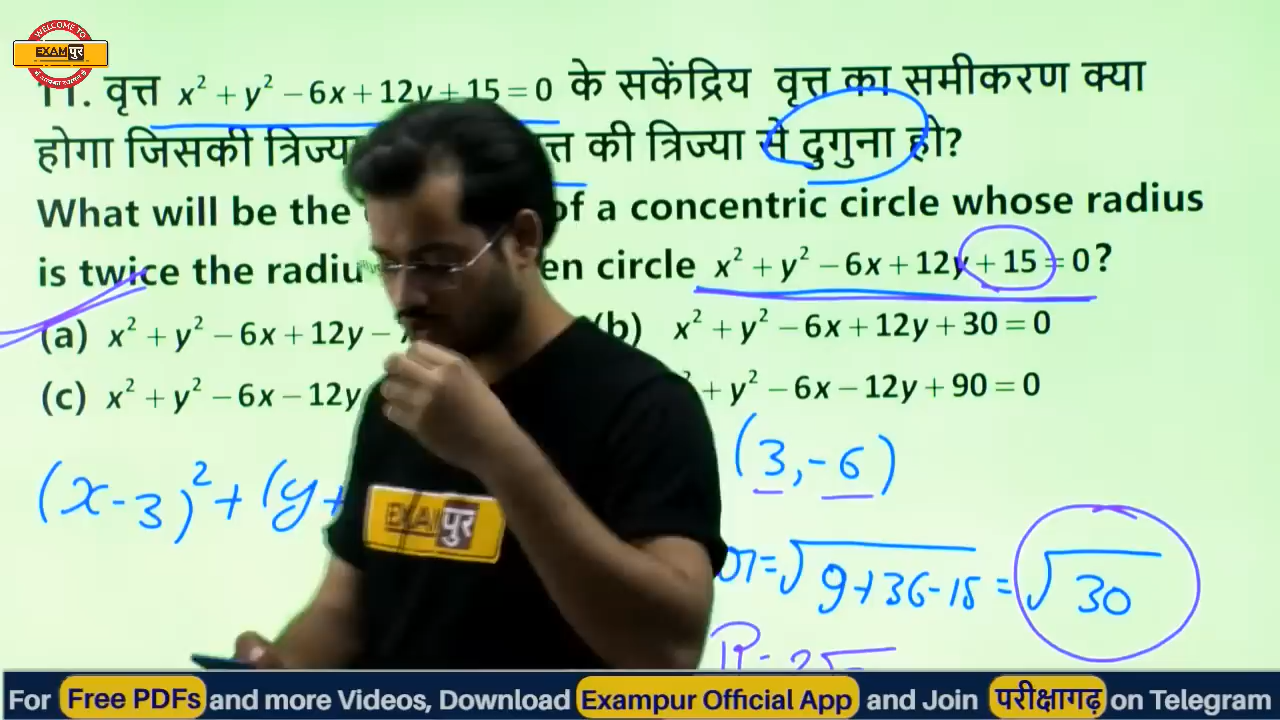 WELCOME TO
EXAMपुर
11. वृत्त x² + y² − 6x + 12y + 15 = 0 के सकेंद्रिय वृत्त का समीकरण क्या
होगा जिसकी की त्रिज्या से दुगुना हो?
What will be the of a concentric circle whose radius
is twice the circle x² + y² − 6x + 12y + 15 = 0?
(a) x² + y² − 6x + 12y − (b) x² + y² − 6x + 12y + 30 = 0
(c) x² + y² − 6x − 12y + y² − 6x − 12y + 90 = 0
(3, -6)
(x-3)² + (y+
EXAMपुर
r = √9+36-15 = √30
R = 2√
For Free PDFs and more Videos, Download Exampur Official App and Join परीक्षागढ़ on Telegram